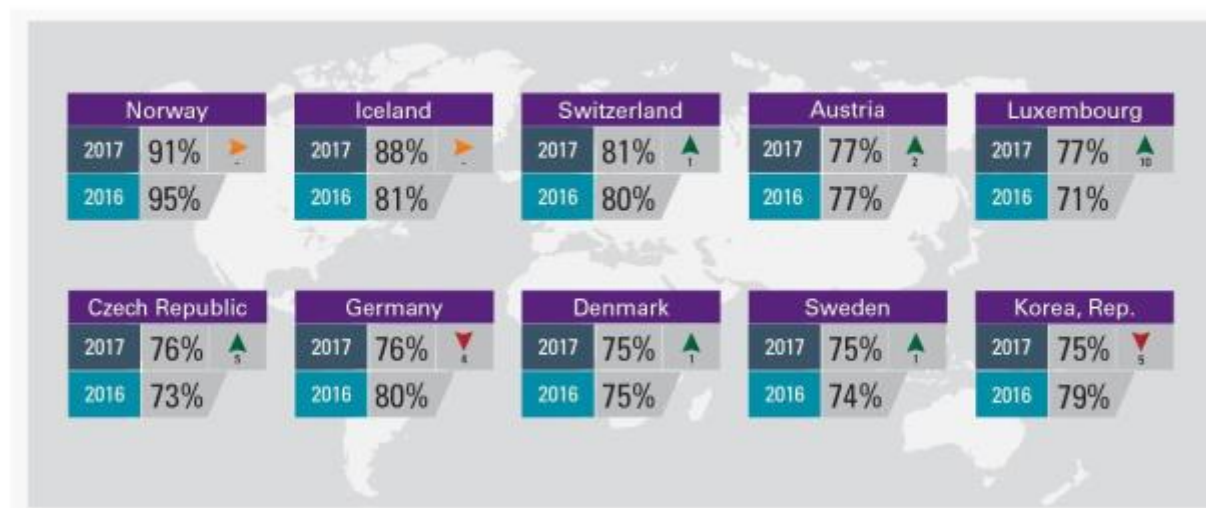 Norway
2017 91% -
2016 95%
Iceland
2017 88% -
2016 81%
Switzerland
2017 81% 1
2016 80%
Austria
2017 77% 2
2016 77%
Luxembourg
2017 77% 10
2016 71%
Czech Republic
2017 76% 5
2016 73%
Germany
2017 76% 4
2016 80%
Denmark
2017 75% 1
2016 75%
Sweden
2017 75% 1
2016 74%
Korea, Rep.
2017 75% 5
2016 79%